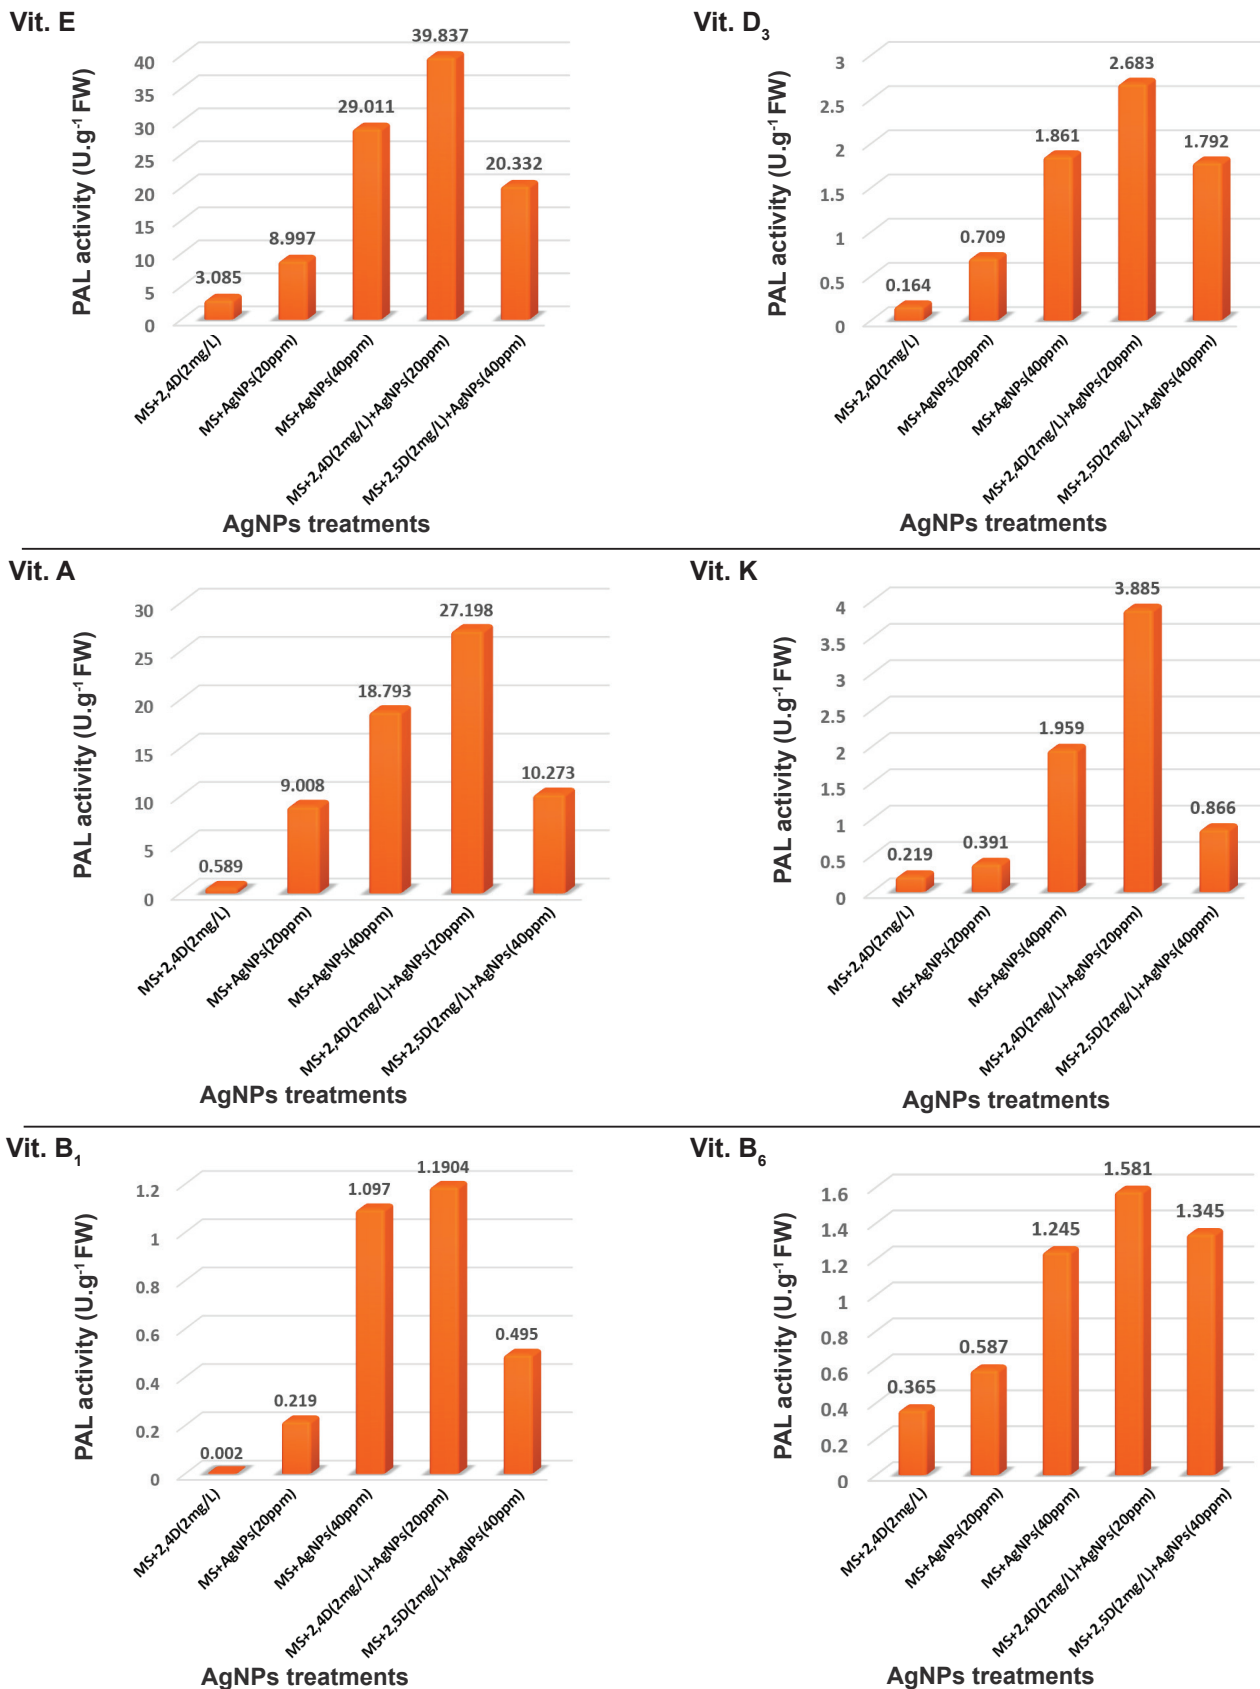 Vit. E
PAL activity (U.g⁻¹ FW)
40
35
30
25
20
15
10
5
0
3.085
8.997
29.011
39.837
20.332
MS+2,4D(2mg/L)
MS+AgNPs(20ppm)
MS+AgNPs(40ppm)
MS+2,4D(2mg/L)+AgNPs(20ppm)
MS+2,5D(2mg/L)+AgNPs(40ppm)
AgNPs treatments
Vit. D₃
PAL activity (U.g⁻¹ FW)
3
2.5
2
1.5
1
0.5
0
0.164
0.709
1.861
2.683
1.792
MS+2,4D(2mg/L)
MS+AgNPs(20ppm)
MS+AgNPs(40ppm)
MS+2,4D(2mg/L)+AgNPs(20ppm)
MS+2,5D(2mg/L)+AgNPs(40ppm)
AgNPs treatments
Vit. A
PAL activity (U.g⁻¹ FW)
30
25
20
15
10
5
0
0.589
9.008
18.793
27.198
10.273
MS+2,4D(2mg/L)
MS+AgNPs(20ppm)
MS+AgNPs(40ppm)
MS+2,4D(2mg/L)+AgNPs(20ppm)
MS+2,5D(2mg/L)+AgNPs(40ppm)
AgNPs treatments
Vit. K
PAL activity (U.g⁻¹ FW)
4
3.5
3
2.5
2
1.5
1
0.5
0
0.219
0.391
1.959
3.885
0.866
MS+2,4D(2mg/L)
MS+AgNPs(20ppm)
MS+AgNPs(40ppm)
MS+2,4D(2mg/L)+AgNPs(20ppm)
MS+2,5D(2mg/L)+AgNPs(40ppm)
AgNPs treatments
Vit. B₁
PAL activity (U.g⁻¹ FW)
1.2
1
0.8
0.6
0.4
0.2
0
0.002
0.219
1.097
1.1904
0.495
MS+2,4D(2mg/L)
MS+AgNPs(20ppm)
MS+AgNPs(40ppm)
MS+2,4D(2mg/L)+AgNPs(20ppm)
MS+2,5D(2mg/L)+AgNPs(40ppm)
AgNPs treatments
Vit. B₆
PAL activity (U.g⁻¹ FW)
1.6
1.4
1.2
1
0.8
0.6
0.4
0.2
0
0.365
0.587
1.245
1.581
1.345
MS+2,4D(2mg/L)
MS+AgNPs(20ppm)
MS+AgNPs(40ppm)
MS+2,4D(2mg/L)+AgNPs(20ppm)
MS+2,5D(2mg/L)+AgNPs(40ppm)
AgNPs treatments